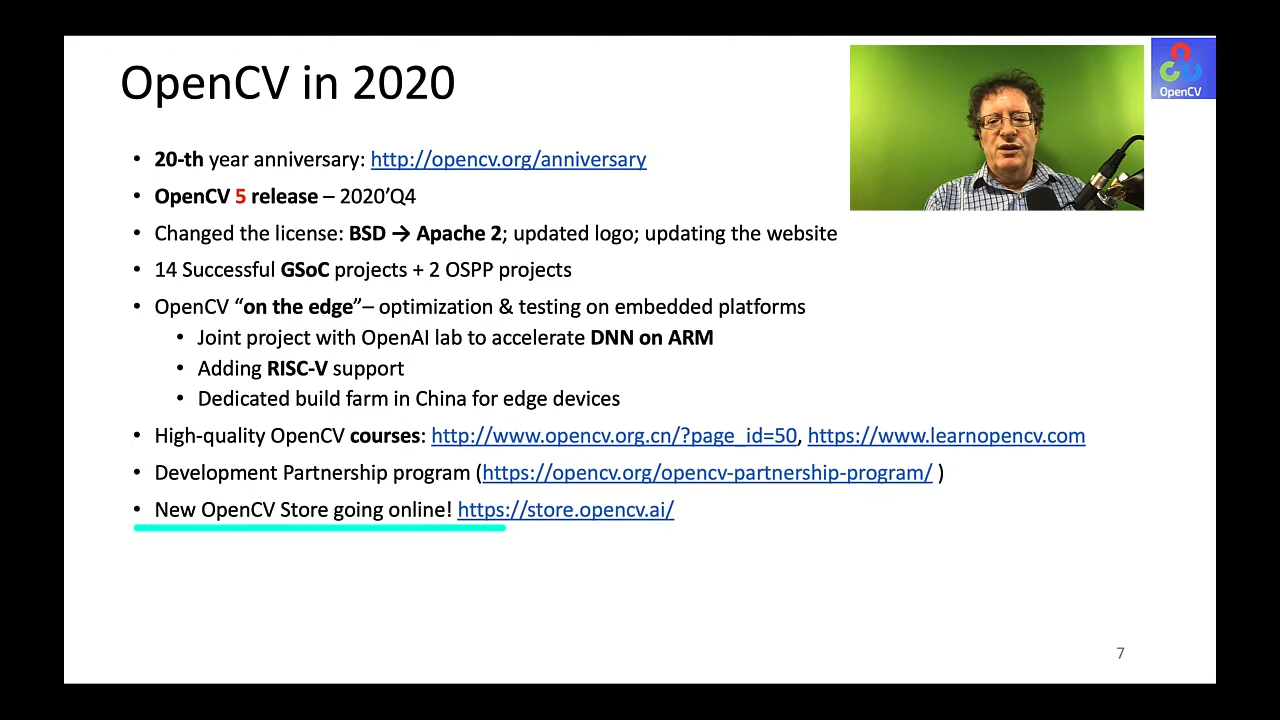 OpenCV in 2020
OpenCV
• 20-th year anniversary: http://opencv.org/anniversary
• OpenCV 5 release – 2020’Q4
• Changed the license: BSD → Apache 2; updated logo; updating the website
• 14 Successful GSoC projects + 2 OSPP projects
• OpenCV “on the edge”– optimization & testing on embedded platforms
• Joint project with OpenAI lab to accelerate DNN on ARM
• Adding RISC-V support
• Dedicated build farm in China for edge devices
• High-quality OpenCV courses: http://www.opencv.org.cn/?page_id=50, https://www.learnopencv.com
• Development Partnership program (https://opencv.org/opencv-partnership-program/ )
• New OpenCV Store going online! https://store.opencv.ai/
7